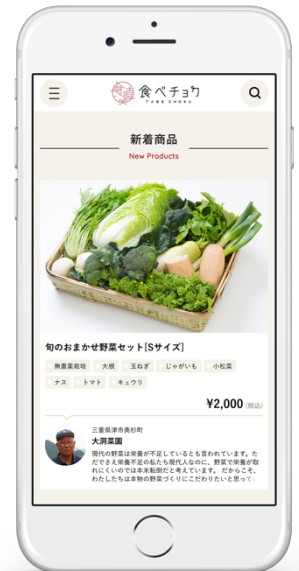 食べチョク
TABE CHOKU
新着商品
New Products
旬のおまかせ野菜セット[Sサイズ]
無農薬栽培 大根 玉ねぎ じゃがいも 小松菜
ナス トマト キュウリ
¥2,000(税込)
三重県津市美杉町
大洞菜園
現代の野菜は栄養が不足しているとも言われています。た
だでさえ栄養不足の私たち現代人なのに、野菜で栄養が取
れにくいのでは本末転倒だと考えています。 だからこそ、
わたしたちは本物の野菜づくりにこだわりたいと思って